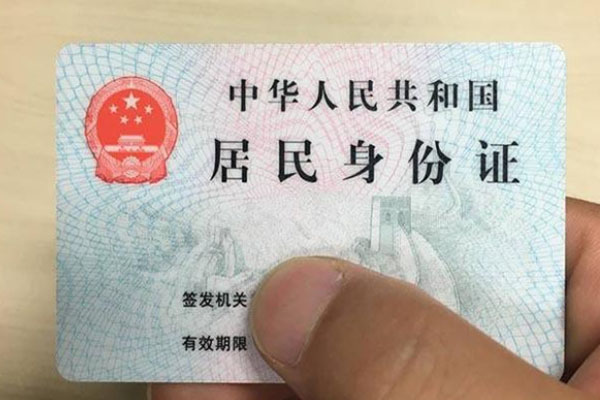 中华人民共和国
居民身份证
签发机关
有效期限